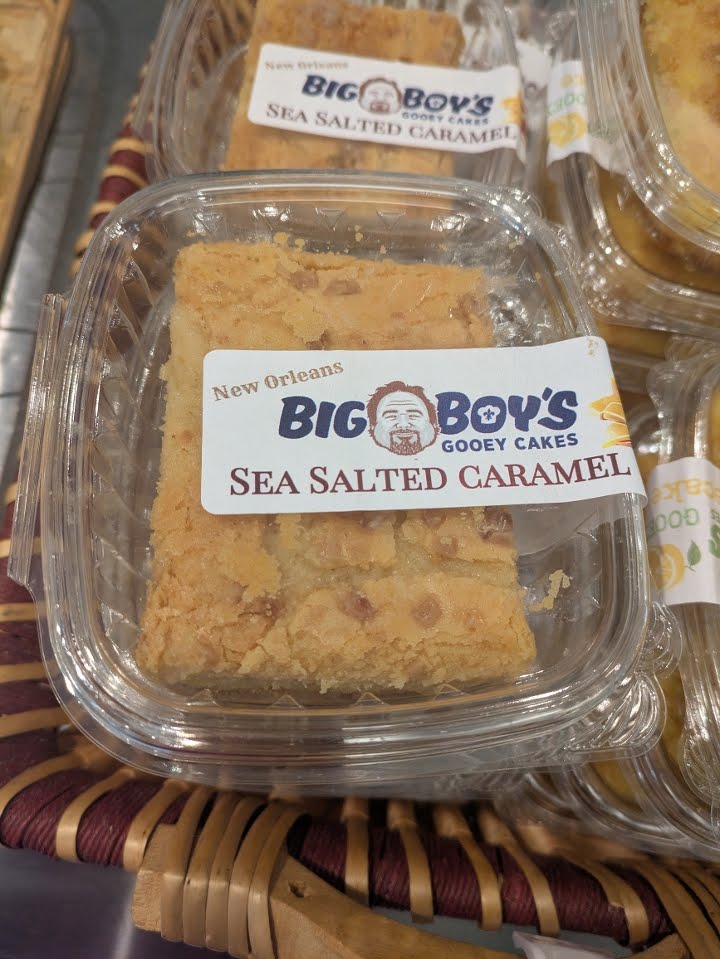 New Orleans
BIG BOY'S
GOOEY CAKES
SEA SALTED CARAMEL
New Orleans
BIG BOY'S
GOOEY CAKES
SEA SALTED CARAMEL